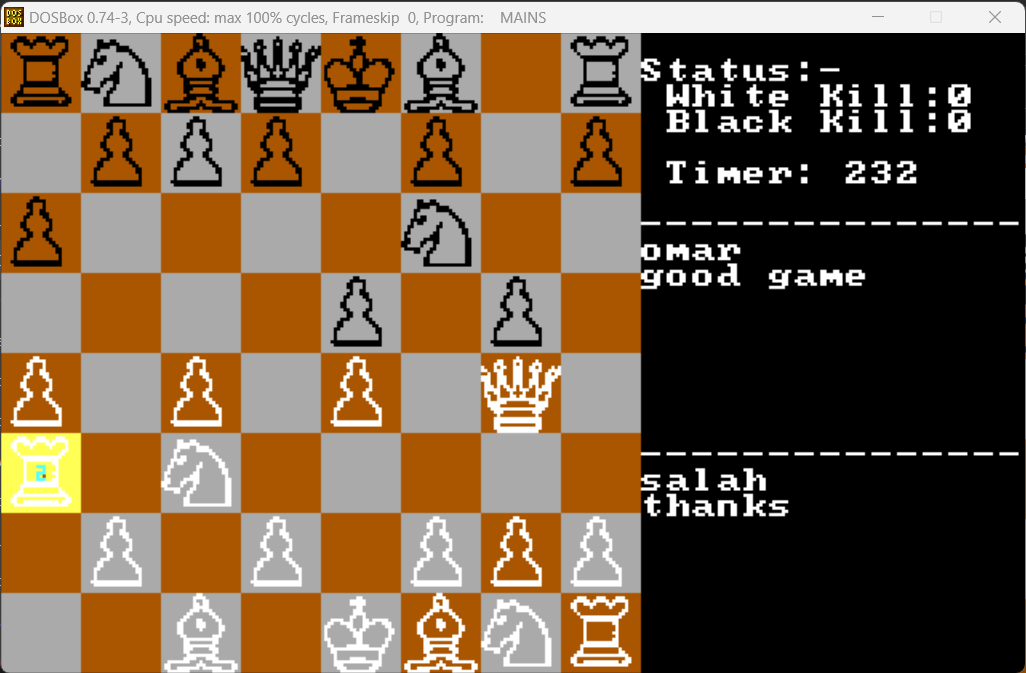 DOSBox 0.74-3, Cpu speed: max 100% cycles, Frameskip 0, Program: MAINS
Status:-
White Kill:0
Black Kill:0
Timer: 232
---------------
omar
good game
---------------
salah
thanks